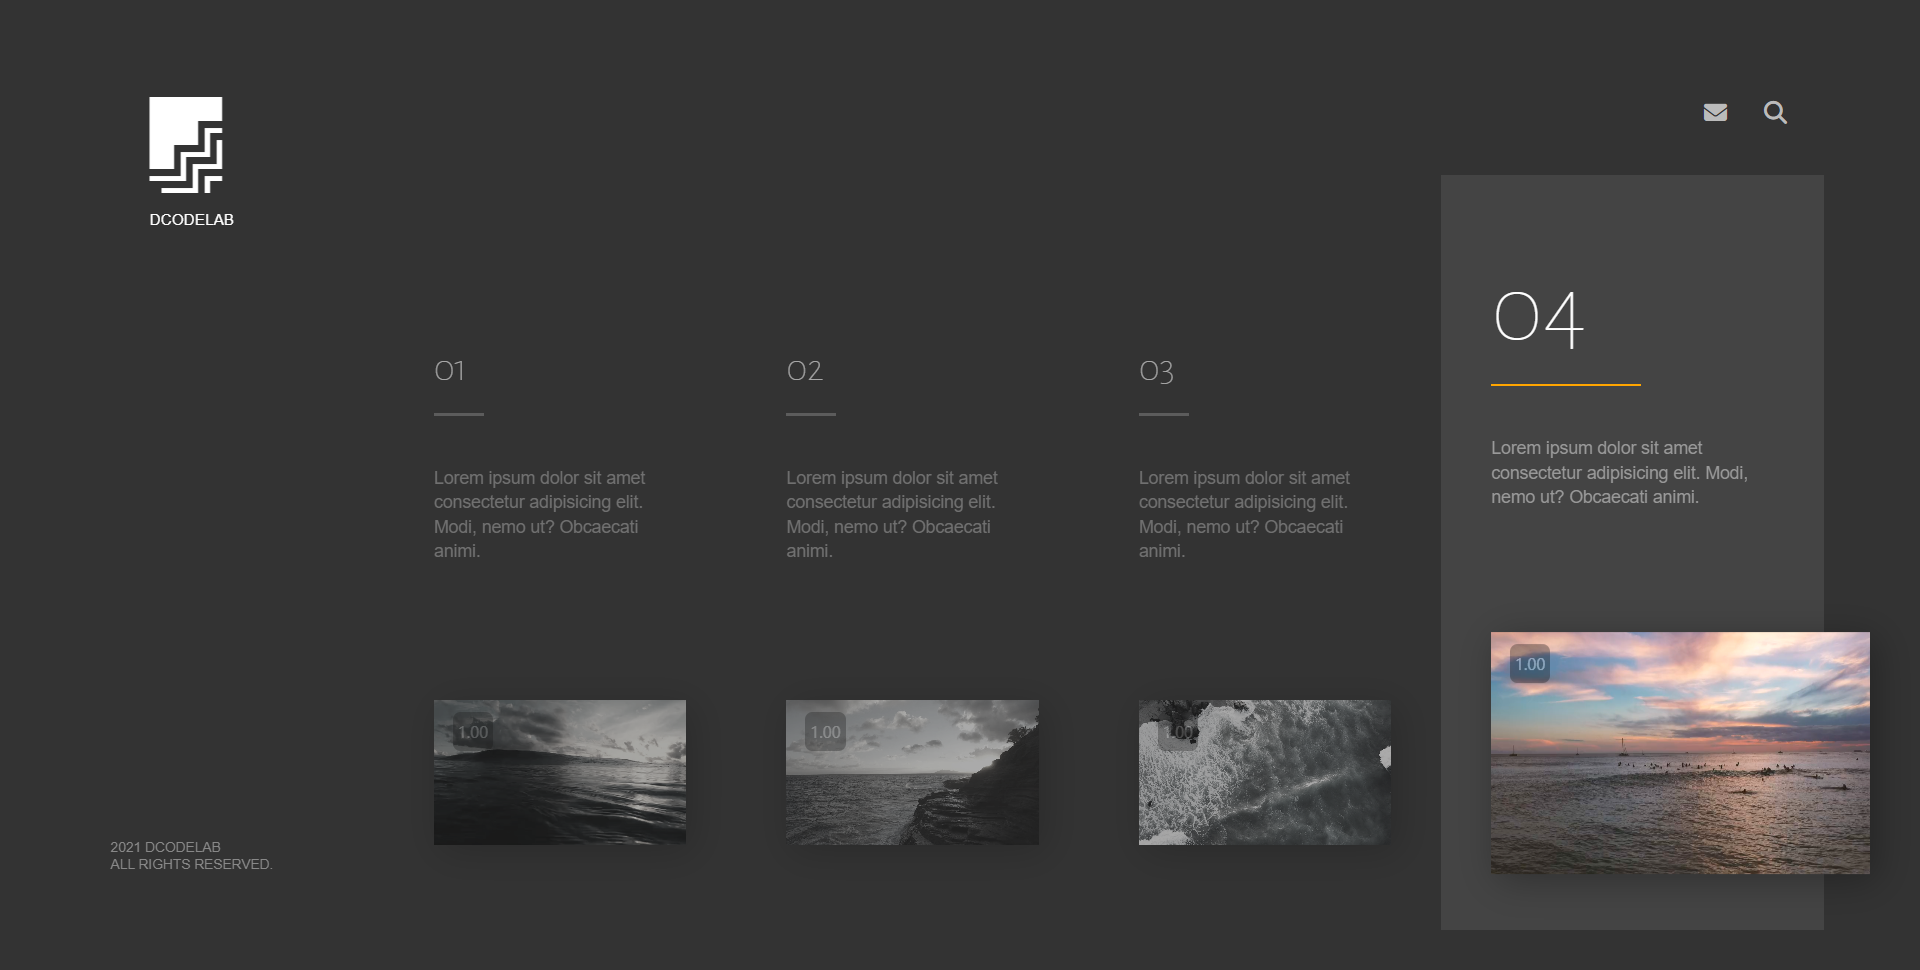 DCODELAB
01
Lorem ipsum dolor sit amet
consectetur adipisicing elit.
Modi, nemo ut? Obcaecati
animi.
1.00
02
Lorem ipsum dolor sit amet
consectetur adipisicing elit.
Modi, nemo ut? Obcaecati
animi.
1.00
03
Lorem ipsum dolor sit amet
consectetur adipisicing elit.
Modi, nemo ut? Obcaecati
animi.
1.00
04
Lorem ipsum dolor sit amet
consectetur adipisicing elit. Modi,
nemo ut? Obcaecati animi.
1.00
2021 DCODELAB
ALL RIGHTS RESERVED.